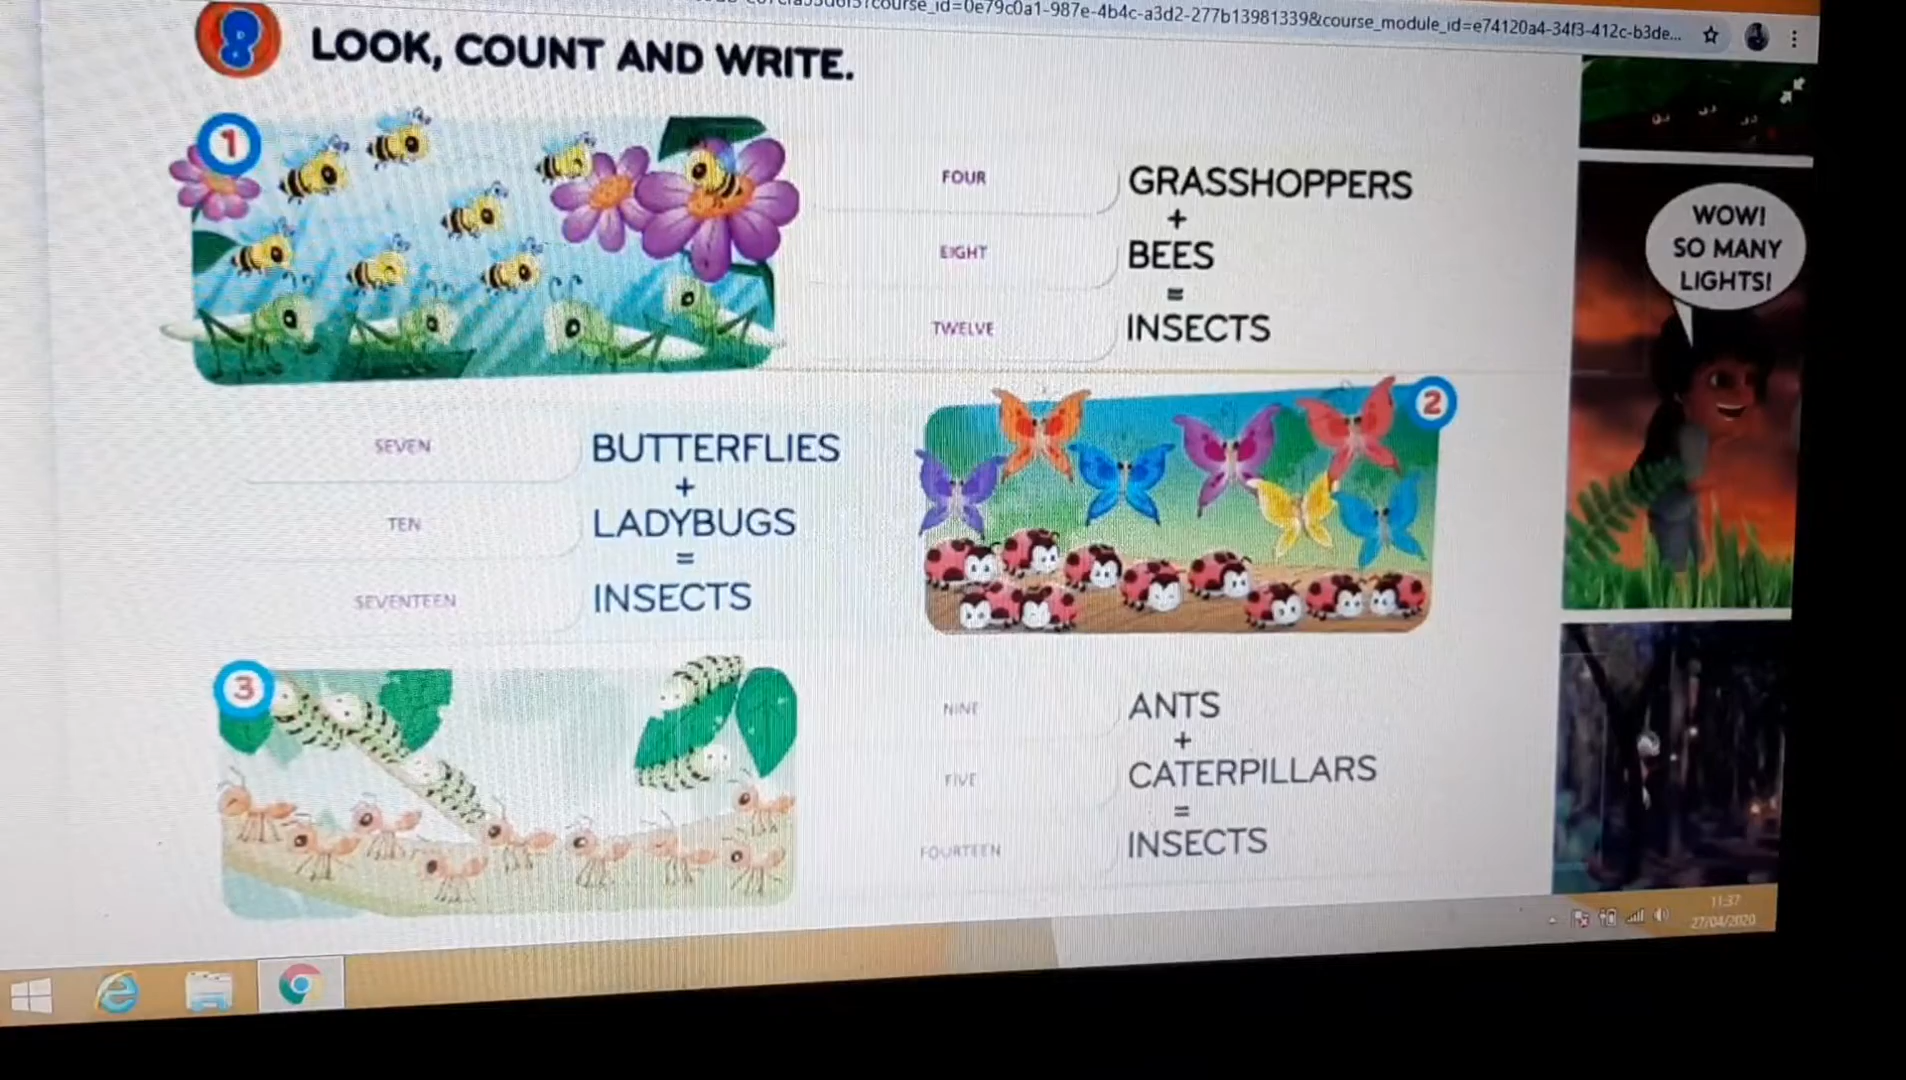 course_id=0e79c0a1-987e-4b4c-a3d2-277b13981339&course_module_id=e74120a4-34f3-412c-b3de...
8 LOOK, COUNT AND WRITE.
1
FOUR GRASSHOPPERS
+
EIGHT BEES
=
TWELVE INSECTS
WOW!
SO MANY
LIGHTS!
2
SEVEN BUTTERFLIES
+
TEN LADYBUGS
=
SEVENTEEN INSECTS
3
NINE ANTS
+
FIVE CATERPILLARS
=
FOURTEEN INSECTS
11:37
27/04/2020